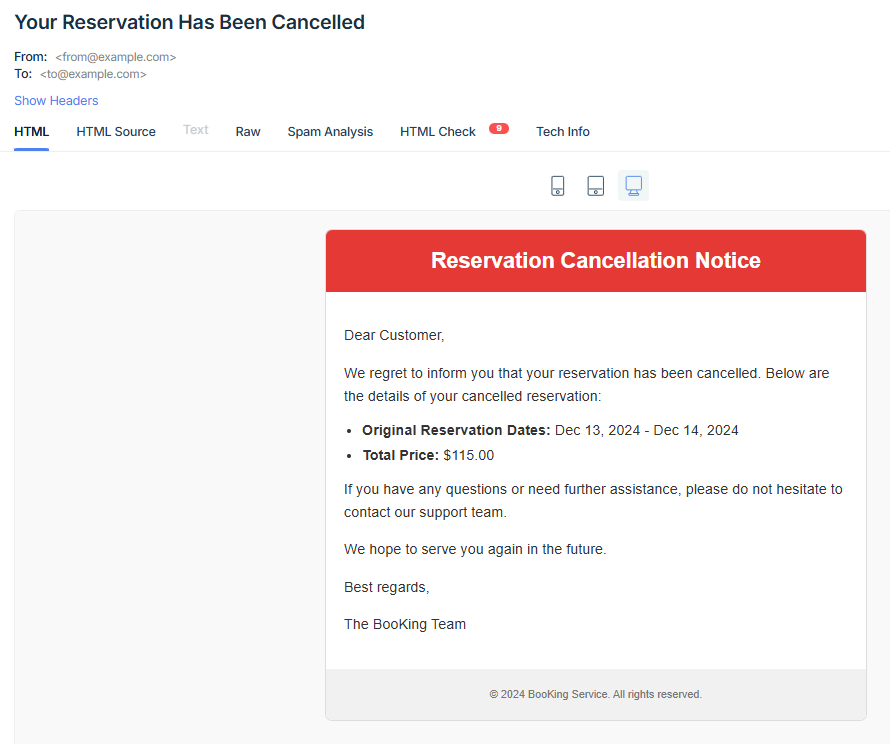 Your Reservation Has Been Cancelled
From: <from@example.com>
To: <to@example.com>
Show Headers
HTML HTML Source Text Raw Spam Analysis HTML Check 9 Tech Info
Reservation Cancellation Notice
Dear Customer,
We regret to inform you that your reservation has been cancelled. Below are
the details of your cancelled reservation:
• Original Reservation Dates: Dec 13, 2024 - Dec 14, 2024
• Total Price: $115.00
If you have any questions or need further assistance, please do not hesitate to
contact our support team.
We hope to serve you again in the future.
Best regards,
The BooKing Team
© 2024 BooKing Service. All rights reserved.